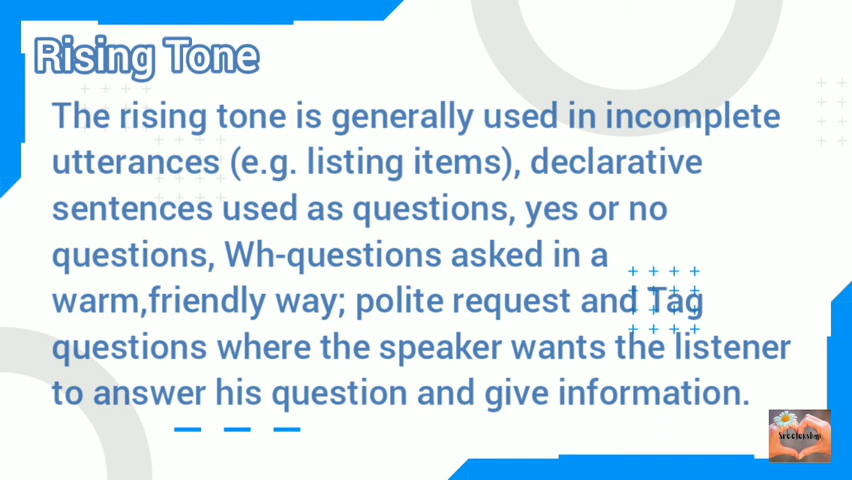 Rising Tone
The rising tone is generally used in incomplete
utterances (e.g. listing items), declarative
sentences used as questions, yes or no
questions, Wh-questions asked in a
warm,friendly way; polite request and Tag
questions where the speaker wants the listener
to answer his question and give information.
Sreelekshmi